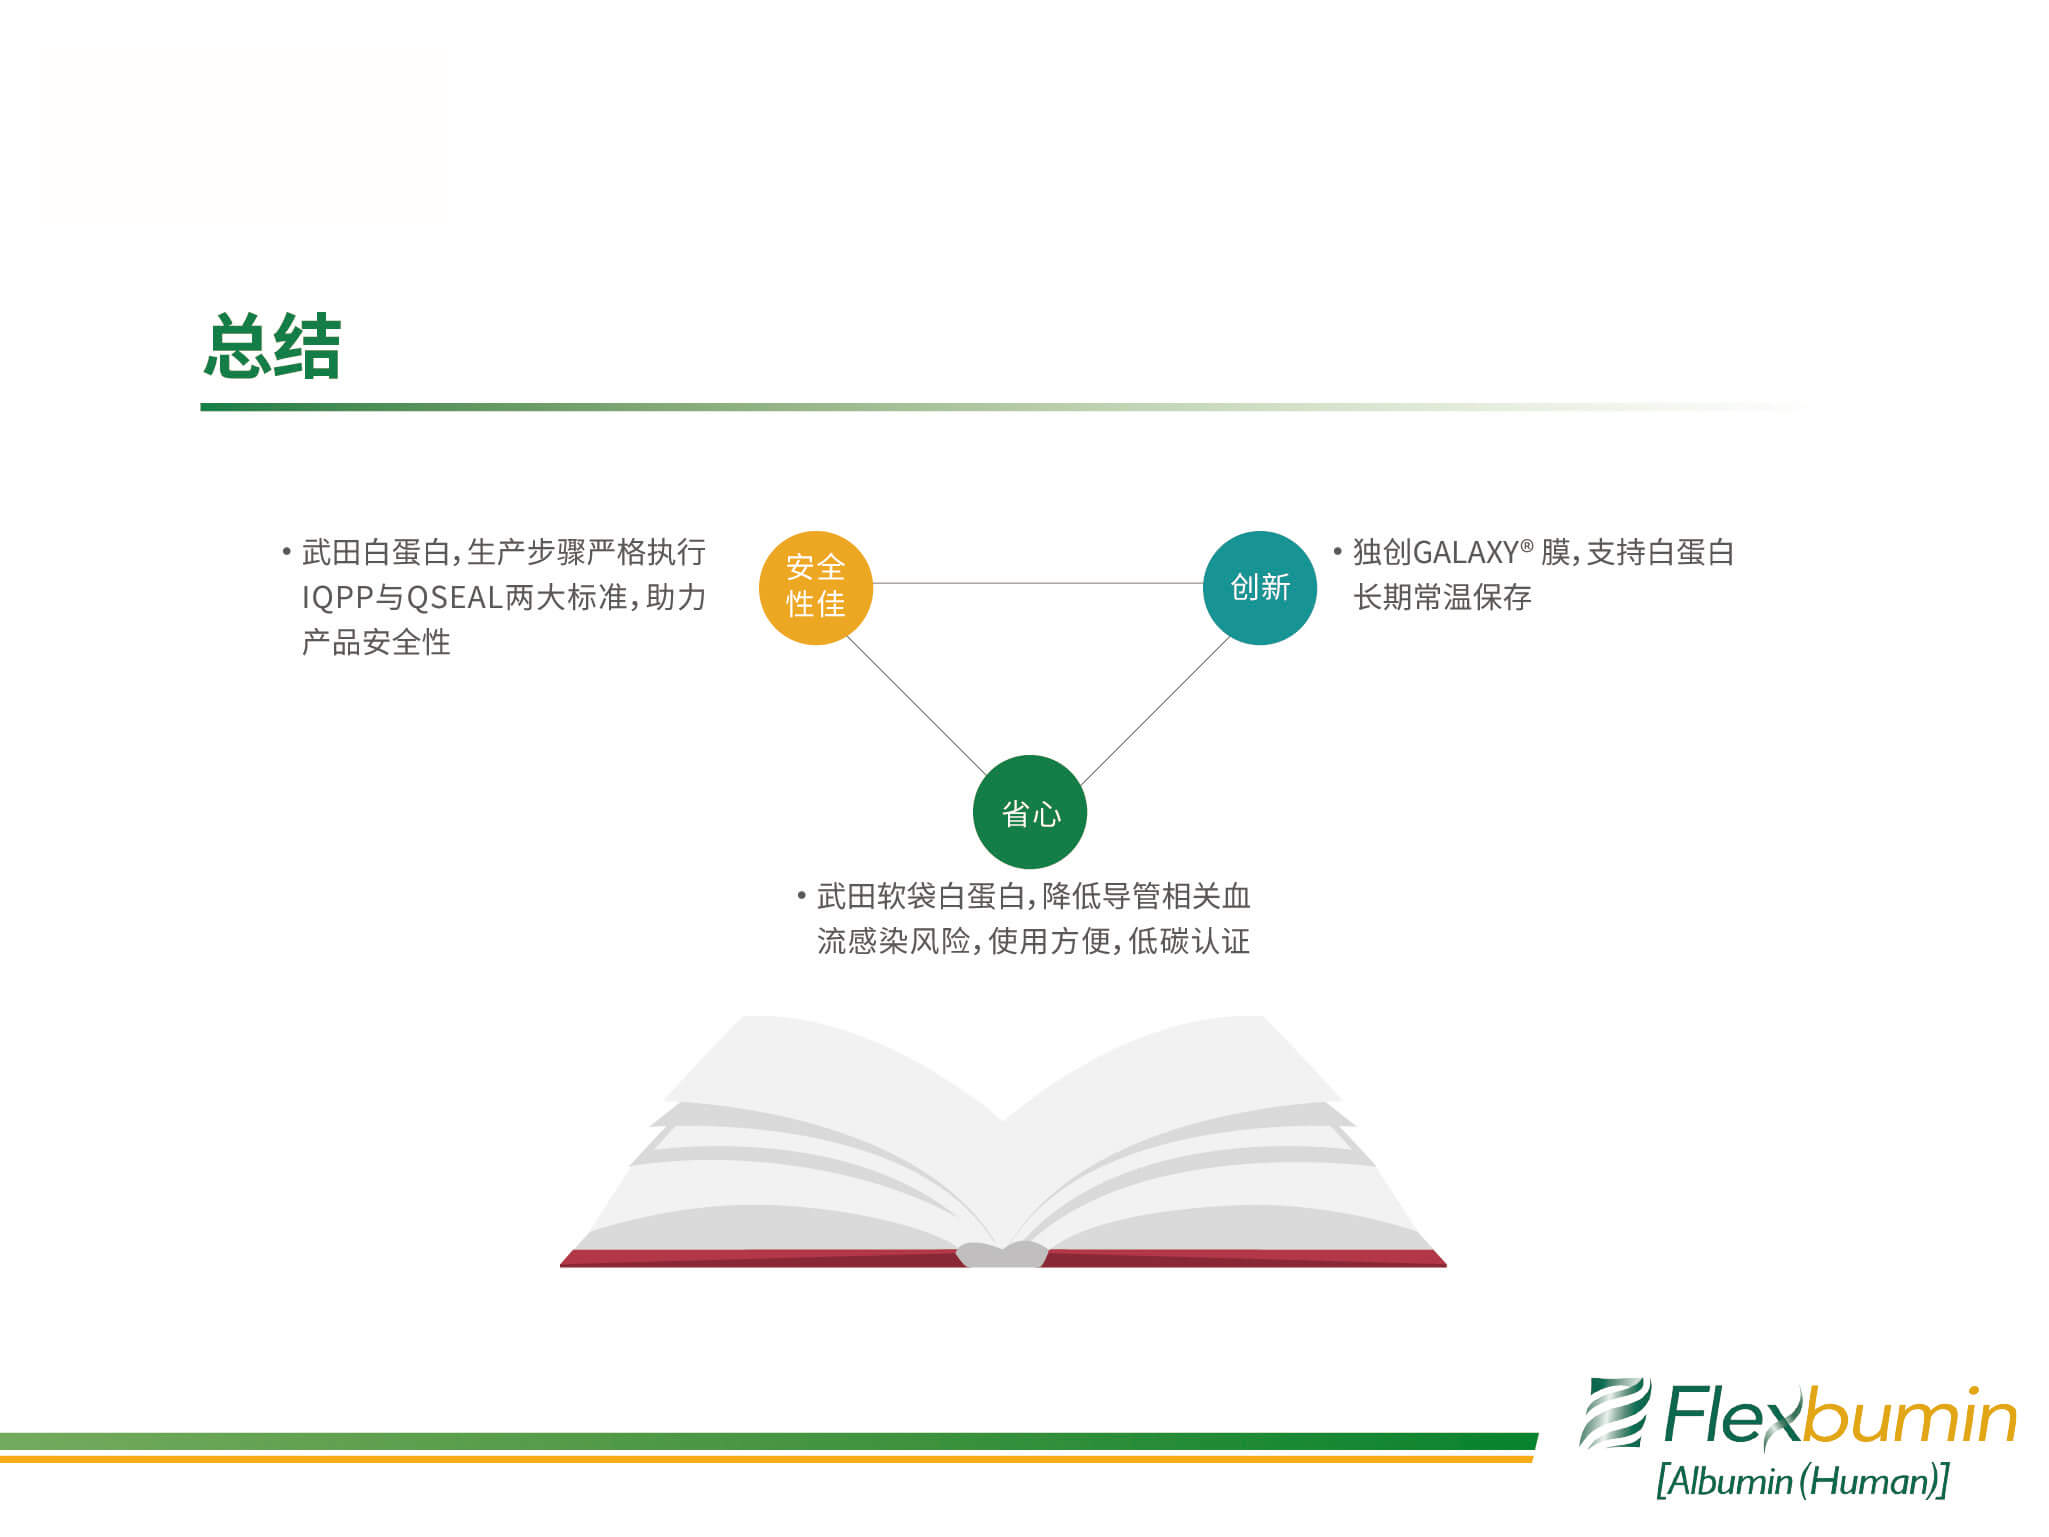 总结
• 武田白蛋白，生产步骤严格执行
IQPP与QSEAL两大标准，助力
产品安全性
安全
性佳
创新
• 独创GALAXY® 膜，支持白蛋白
长期常温保存
省心
• 武田软袋白蛋白，降低导管相关血
流感染风险，使用方便，低碳认证
Flexbumin
[Albumin (Human)]